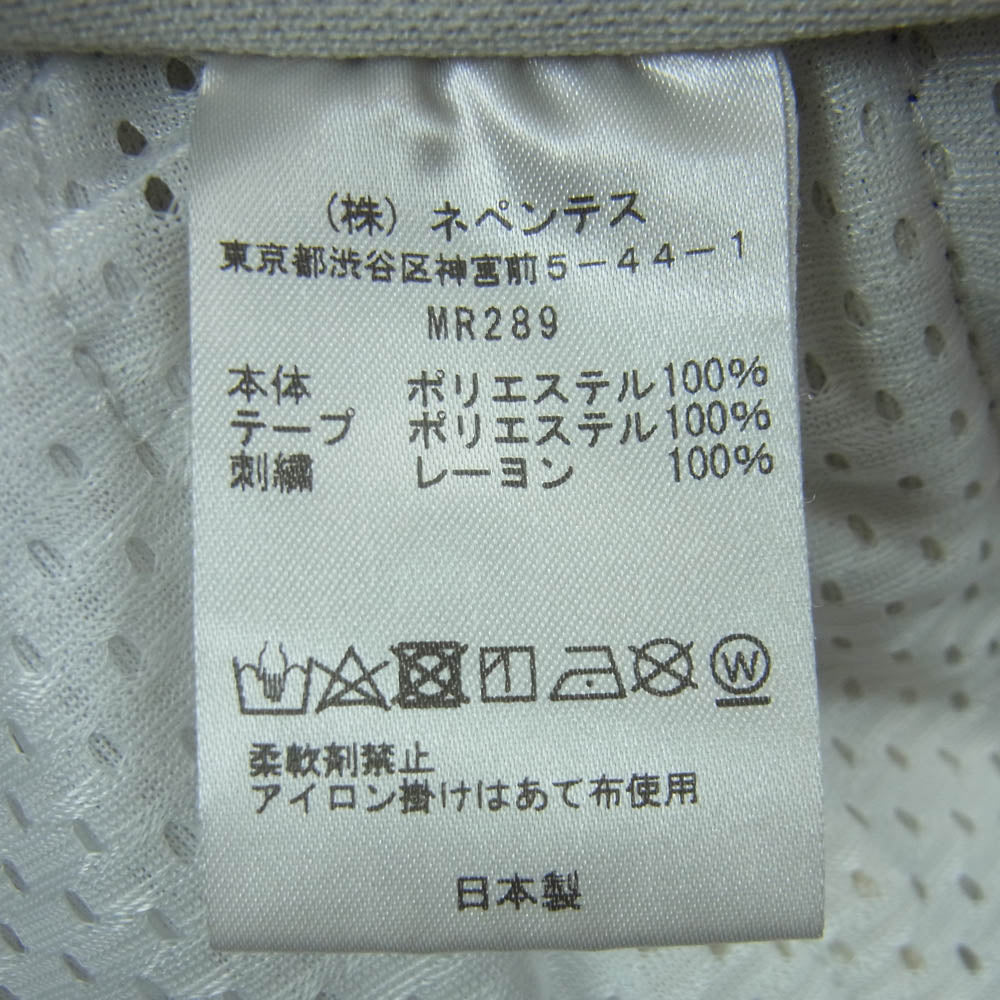 (株) ネペンテス
東京都渋谷区神宮前5-44-1
MR289
本体 ポリエステル100%
テープ ポリエステル100%
刺繍 レーヨン 100%
W
柔軟剤禁止
アイロン掛けはあて布使用
日本製